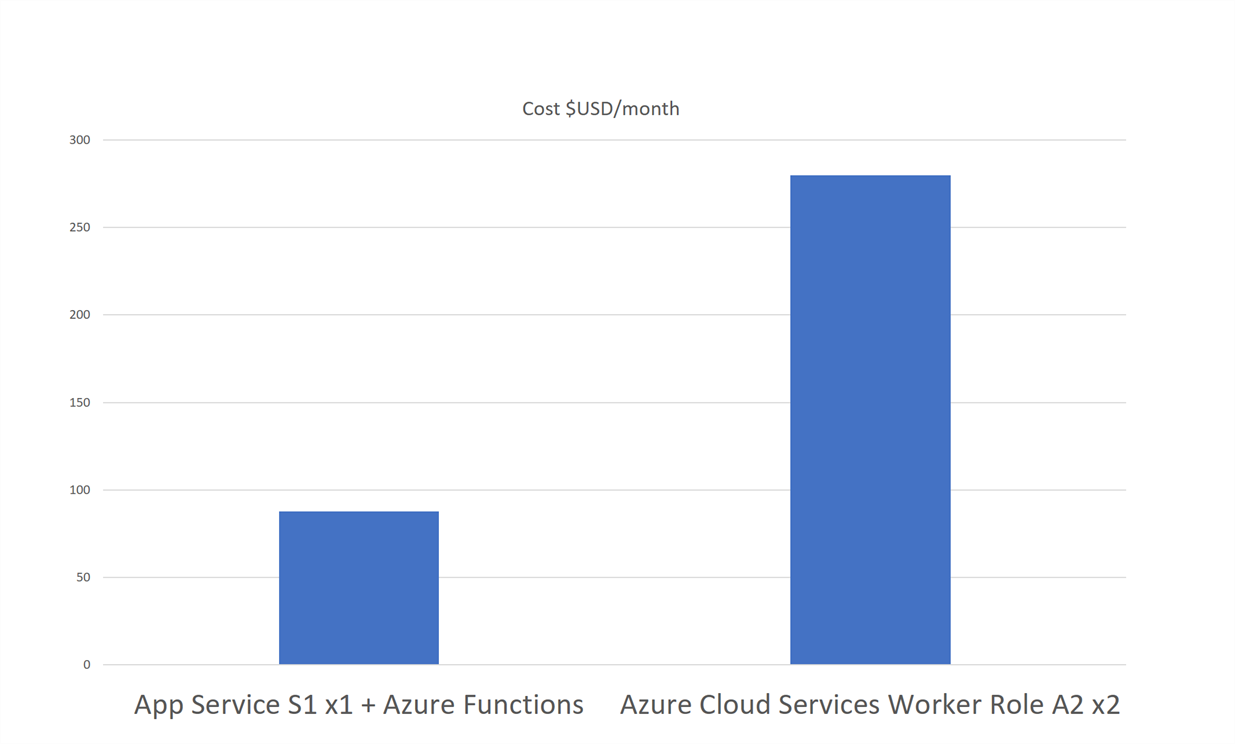 Cost $USD/month
300
250
200
150
100
50
0
App Service S1 x1 + Azure Functions
Azure Cloud Services Worker Role A2 x2